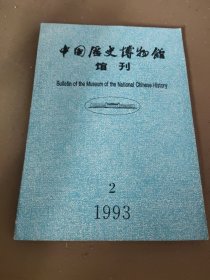 中国历史博物馆
馆刊
Bulletin of the Museum of the National Chinese History
2
1993